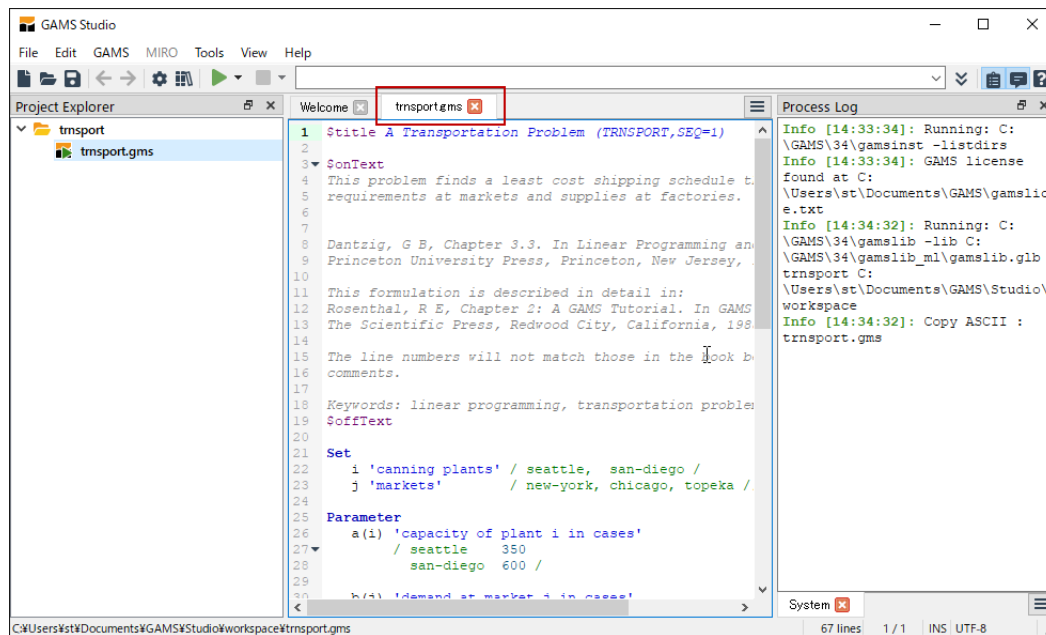 GAMS Studio
File Edit GAMS MIRO Tools View Help
Project Explorer
trnsport
trnsport.gms
Welcome
trnsport.gms
1 $title A Transportation Problem (TRNSPORT,SEQ=1)
2
3 $onText
4 This problem finds a least cost shipping schedule
5 requirements at markets and supplies at factories.
6
7
8 Dantzig, G B, Chapter 3.3. In Linear Programming an
9 Princeton University Press, Princeton, New Jersey,
10
11 This formulation is described in detail in:
12 Rosenthal, R E, Chapter 2: A GAMS Tutorial. In GAMS
13 The Scientific Press, Redwood City, California, 198
14
15 The line numbers will not match those in the book b
16 comments.
17
18 Keywords: linear programming, transportation proble
19 $offText
20
21 Set
22 i 'canning plants' / seattle, san-diego /
23 j 'markets' / new-york, chicago, topeka /
24
25 Parameter
26 a(i) 'capacity of plant i in cases'
27 / seattle 350
28 san-diego 600 /
29
30 b(j) 'demand at market j in cases'
Process Log
Info [14:33:34]: Running: C:
\GAMS\34\gamsinst -listdirs
Info [14:33:34]: GAMS license
found at C:
\Users\st\Documents\GAMS\gamslic
e.txt
Info [14:34:32]: Running: C:
\GAMS\34\gamslib -lib C:
\GAMS\34\gamslib_ml\gamslib.glb
trnsport C:
\Users\st\Documents\GAMS\Studio\
workspace
Info [14:34:32]: Copy ASCII :
trnsport.gms
System
C:¥Users¥st¥Documents¥GAMS¥Studio¥workspace¥trnsport.gms
67 lines 1 / 1 INS UTF-8